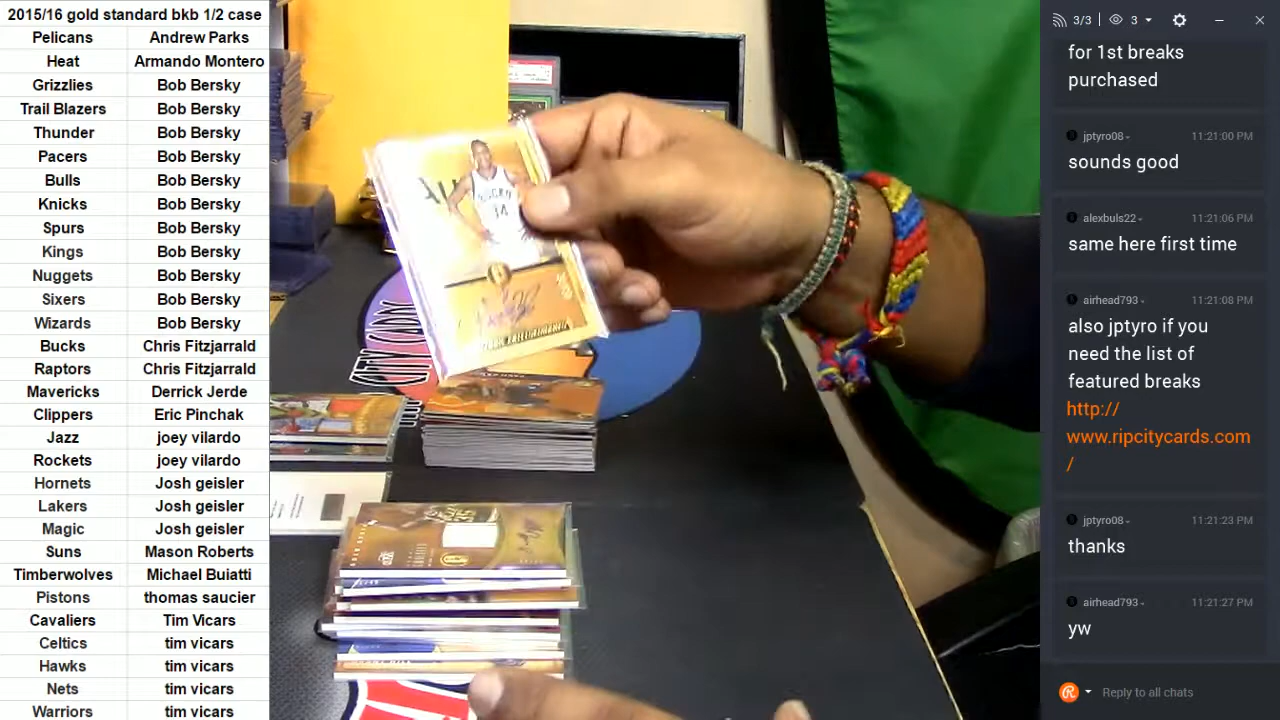 2015/16 gold standard bkb 1/2 case
Pelicans Andrew Parks
Heat Armando Montero
Grizzlies Bob Bersky
Trail Blazers Bob Bersky
Thunder Bob Bersky
Pacers Bob Bersky
Bulls Bob Bersky
Knicks Bob Bersky
Spurs Bob Bersky
Kings Bob Bersky
Nuggets Bob Bersky
Sixers Bob Bersky
Wizards Bob Bersky
Bucks Chris Fitzjarrald
Raptors Chris Fitzjarrald
Mavericks Derrick Jerde
Clippers Eric Pinchak
Jazz joey vilardo
Rockets joey vilardo
Hornets Josh geisler
Lakers Josh geisler
Magic Josh geisler
Suns Mason Roberts
Timberwolves Michael Buiatti
Pistons thomas saucier
Cavaliers Tim Vicars
Celtics tim vicars
Hawks tim vicars
Nets tim vicars
Warriors tim vicars
14
CITY CARDS
3/3 3
for 1st breaks
purchased
jptyro08 11:21:00 PM
sounds good
alexbuls22 11:21:06 PM
same here first time
airhead793 11:21:08 PM
also jptyro if you
need the list of
featured breaks
http://
www.ripcitycards.com
/
jptyro08 11:21:23 PM
thanks
airhead793 11:21:27 PM
yw
Reply to all chats